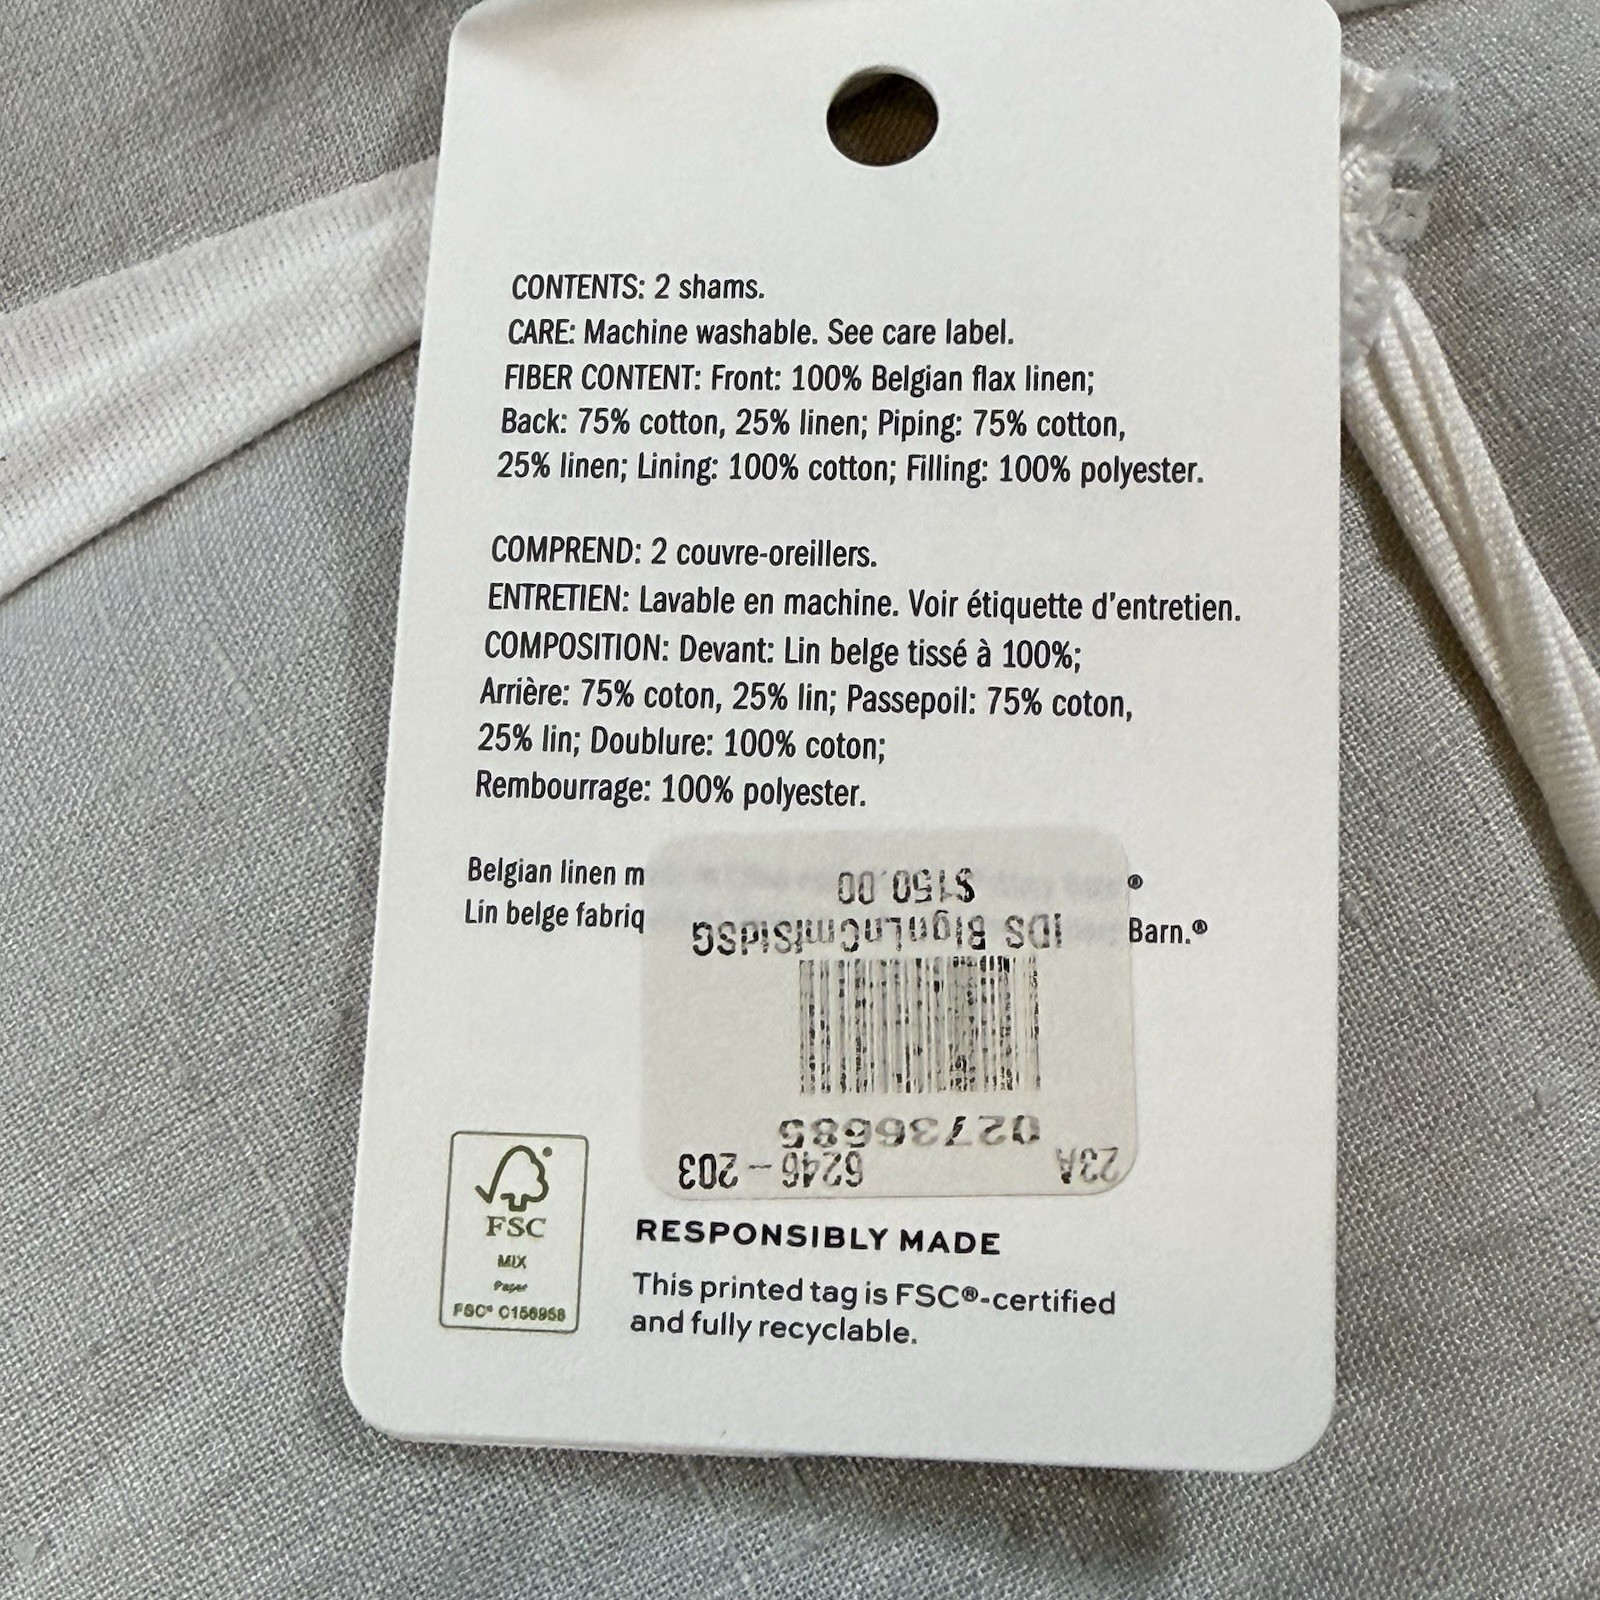 CONTENTS: 2 shams.
CARE: Machine washable. See care label.
FIBER CONTENT: Front: 100% Belgian flax linen;
Back: 75% cotton, 25% linen; Piping: 75% cotton,
25% linen; Lining: 100% cotton; Filling: 100% polyester.
COMPREND: 2 couvre-oreillers.
ENTRETIEN: Lavable en machine. Voir étiquette d'entretien.
COMPOSITION: Devant: Lin belge tissé à 100%;
Arrière: 75% coton, 25% lin; Passepoil: 75% coton,
25% lin; Doublure: 100% coton;
Rembourrage: 100% polyester.
Belgian linen m ®
Lin belge fabriq Barn.®
23A 6246-203
02736685
IDS BlgnLnCmfSldSG
$150.00
FSC
MIX
Paper
FSC® C156958
RESPONSIBLY MADE
This printed tag is FSC®-certified
and fully recyclable.